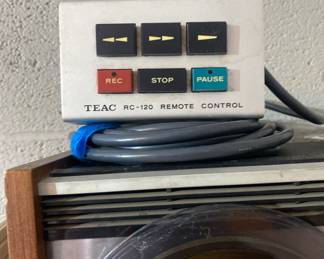 REC STOP PAUSE
TEAC RC-120 REMOTE CONTROL